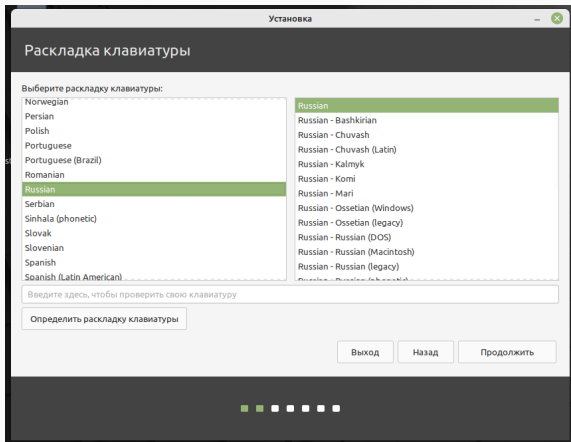 Установка
Раскладка клавиатуры
Выберите раскладку клавиатуры:
Norwegian
Persian
Polish
Portuguese
Portuguese (Brazil)
Romanian
Russian
Serbian
Sinhala (phonetic)
Slovak
Slovenian
Spanish
Spanish (Latin American)
Russian
Russian - Bashkirian
Russian - Chuvash
Russian - Chuvash (Latin)
Russian - Kalmyk
Russian - Komi
Russian - Mari
Russian - Ossetian (Windows)
Russian - Ossetian (legacy)
Russian - Russian (DOS)
Russian - Russian (Macintosh)
Russian - Russian (legacy)
Russian - Russian (phonetic)
Введите здесь, чтобы проверить свою клавиатуру
Определить раскладку клавиатуры
Выход
Назад
Продолжить